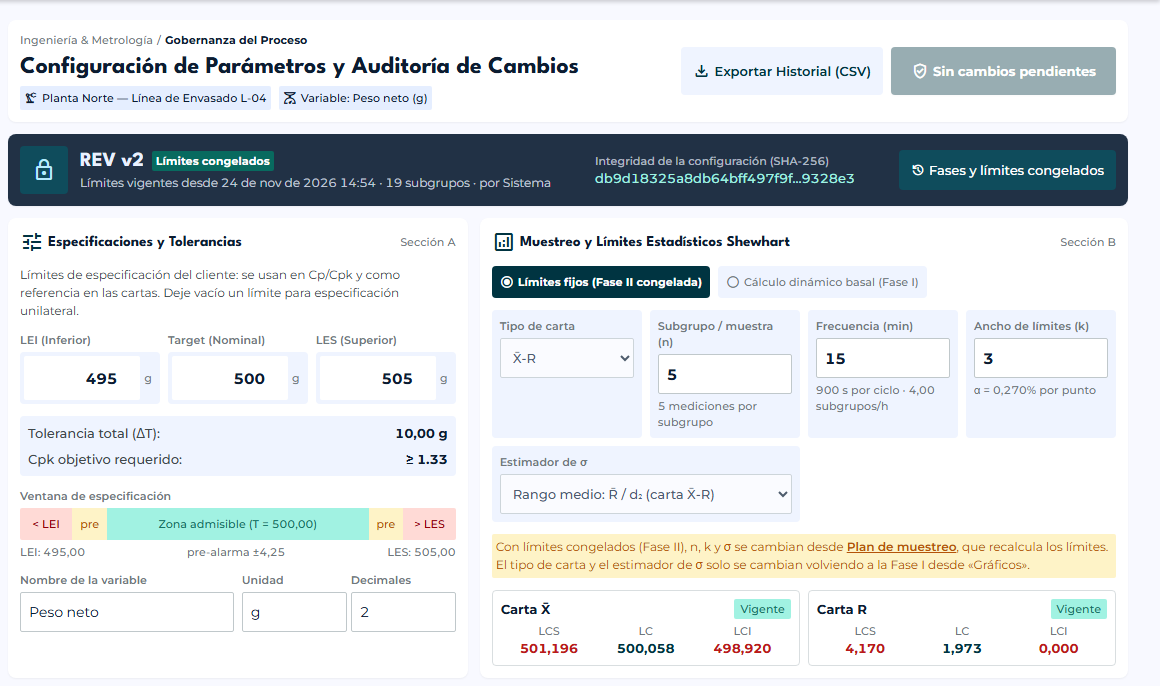 Ingeniería & Metrología / Gobernanza del Proceso
Configuración de Parámetros y Auditoría de Cambios
Planta Norte — Línea de Envasado L-04
Variable: Peso neto (g)
Exportar Historial (CSV)
Sin cambios pendientes
REV v2 Límites congelados
Límites vigentes desde 24 de nov de 2026 14:54 · 19 subgrupos · por Sistema
Integridad de la configuración (SHA-256)
db9d18325a8db64bff497f9f...9328e3
Fases y límites congelados
Especificaciones y Tolerancias
Sección A
Límites de especificación del cliente: se usan en Cp/Cpk y como
referencia en las cartas. Deje vacío un límite para especificación
unilateral.
LEI (Inferior)
Target (Nominal)
LES (Superior)
495 g
500 g
505 g
Tolerancia total (ΔT): 10,00 g
Cpk objetivo requerido: ≥ 1.33
Ventana de especificación
< LEI
pre
Zona admisible (T = 500,00)
pre
> LES
LEI: 495,00
pre-alarma ±4,25
LES: 505,00
Nombre de la variable
Unidad
Decimales
Peso neto
g
2
Muestreo y Límites Estadísticos Shewhart
Sección B
Límites fijos (Fase II congelada)
Cálculo dinámico basal (Fase I)
Tipo de carta
X̄-R
Subgrupo / muestra
(n)
5
5 mediciones por
subgrupo
Frecuencia (min)
15
900 s por ciclo · 4,00
subgrupos/h
Ancho de límites (k)
3
α = 0,270% por punto
Estimador de σ
Rango medio: R̄ / d₂ (carta X̄-R)
Con límites congelados (Fase II), n, k y σ se cambian desde Plan de muestreo, que recalcula los límites.
El tipo de carta y el estimador de σ solo se cambian volviendo a la Fase I desde «Gráficos».
Carta X̄
Vigente
LCS
LC
LCI
501,196
500,058
498,920
Carta R
Vigente
LCS
LC
LCI
4,170
1,973
0,000